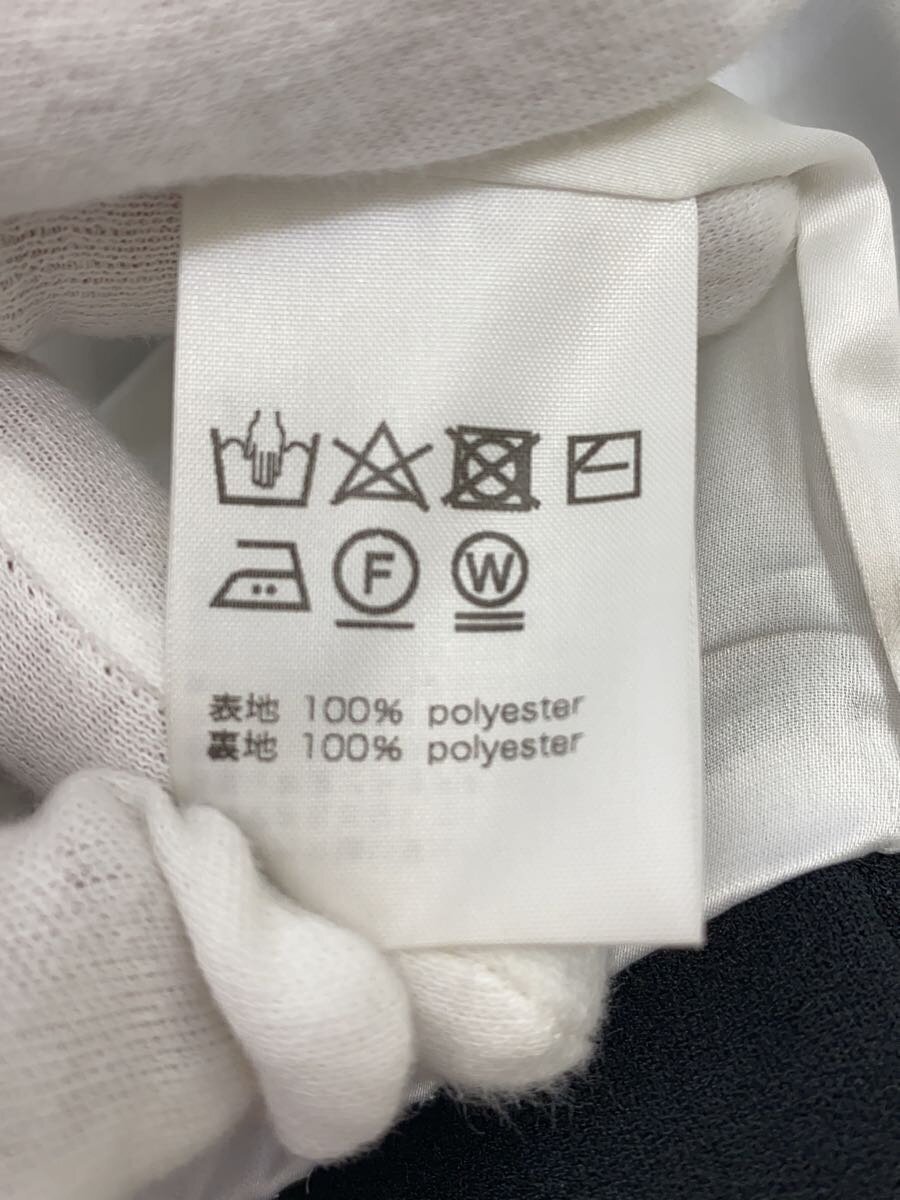 F W
表地 100% polyester
裏地 100% polyester